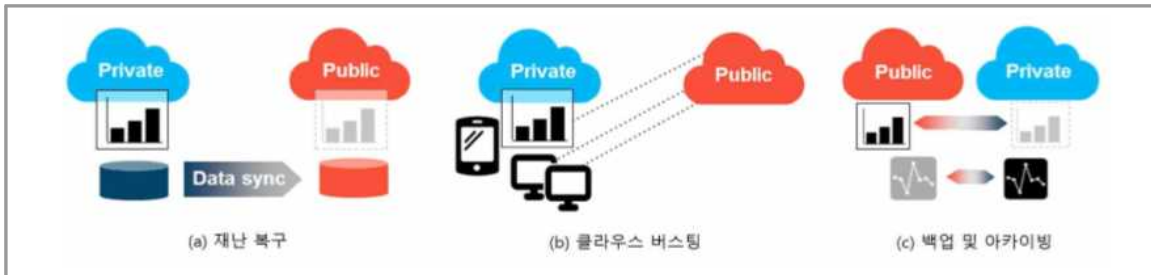 Private
Public
Data sync
(a) 재난 복구
Private
Public
(b) 클라우스 버스팅
Public
Private
(c) 백업 및 아카이빙